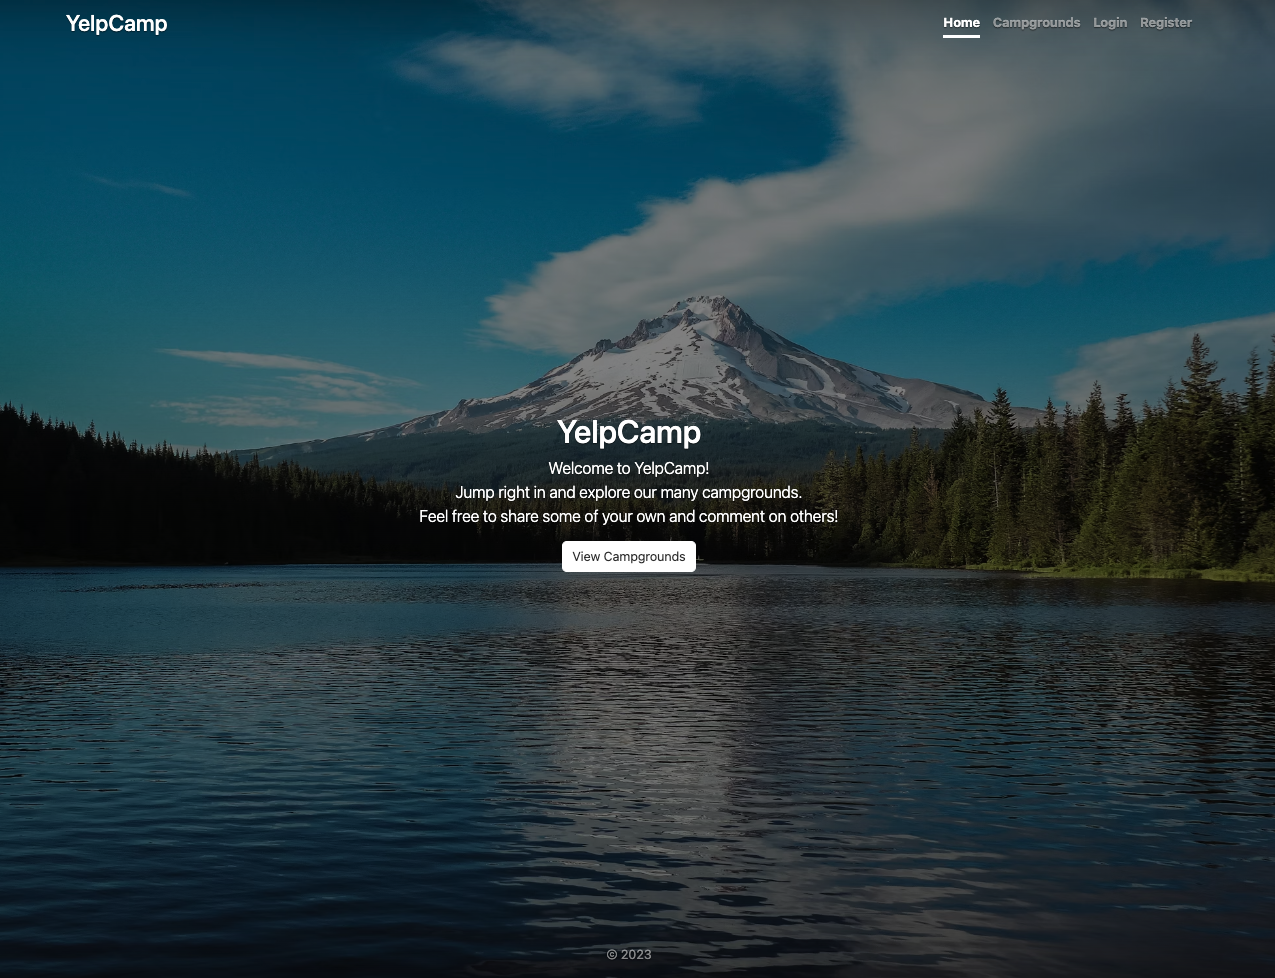 YelpCamp
Home Campgrounds Login Register
YelpCamp
Welcome to YelpCamp!
Jump right in and explore our many campgrounds.
Feel free to share some of your own and comment on others!
View Campgrounds
© 2023